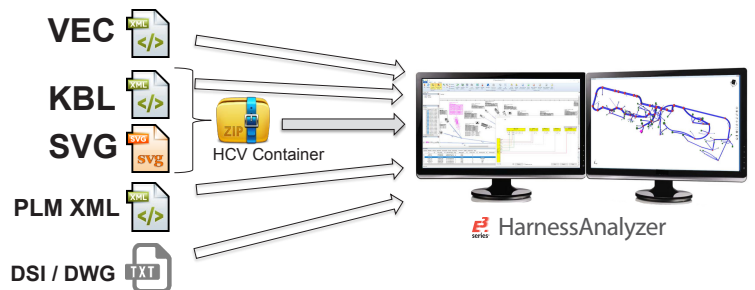 VEC
XML
</>
KBL
XML
</>
SVG
SVG
svg
ZIP
HCV Container
PLM XML
XML
</>
DSI / DWG
TXT
E³
series
HarnessAnalyzer